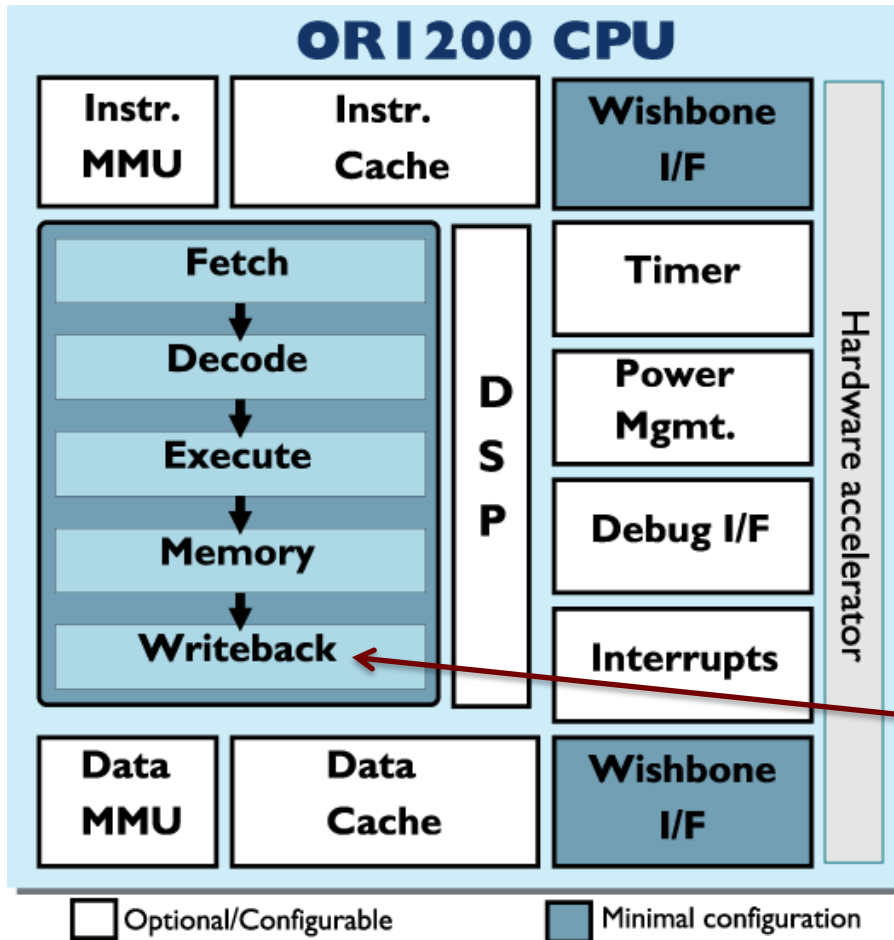 OR1200 CPU
Instr.
MMU
Instr.
Cache
Wishbone
I/F
Fetch
Decode
Execute
Memory
Writeback
D
S
P
Timer
Power
Mgmt.
Debug I/F
Interrupts
Hardware accelerator
Data
MMU
Data
Cache
Wishbone
I/F
Optional/Configurable
Minimal configuration